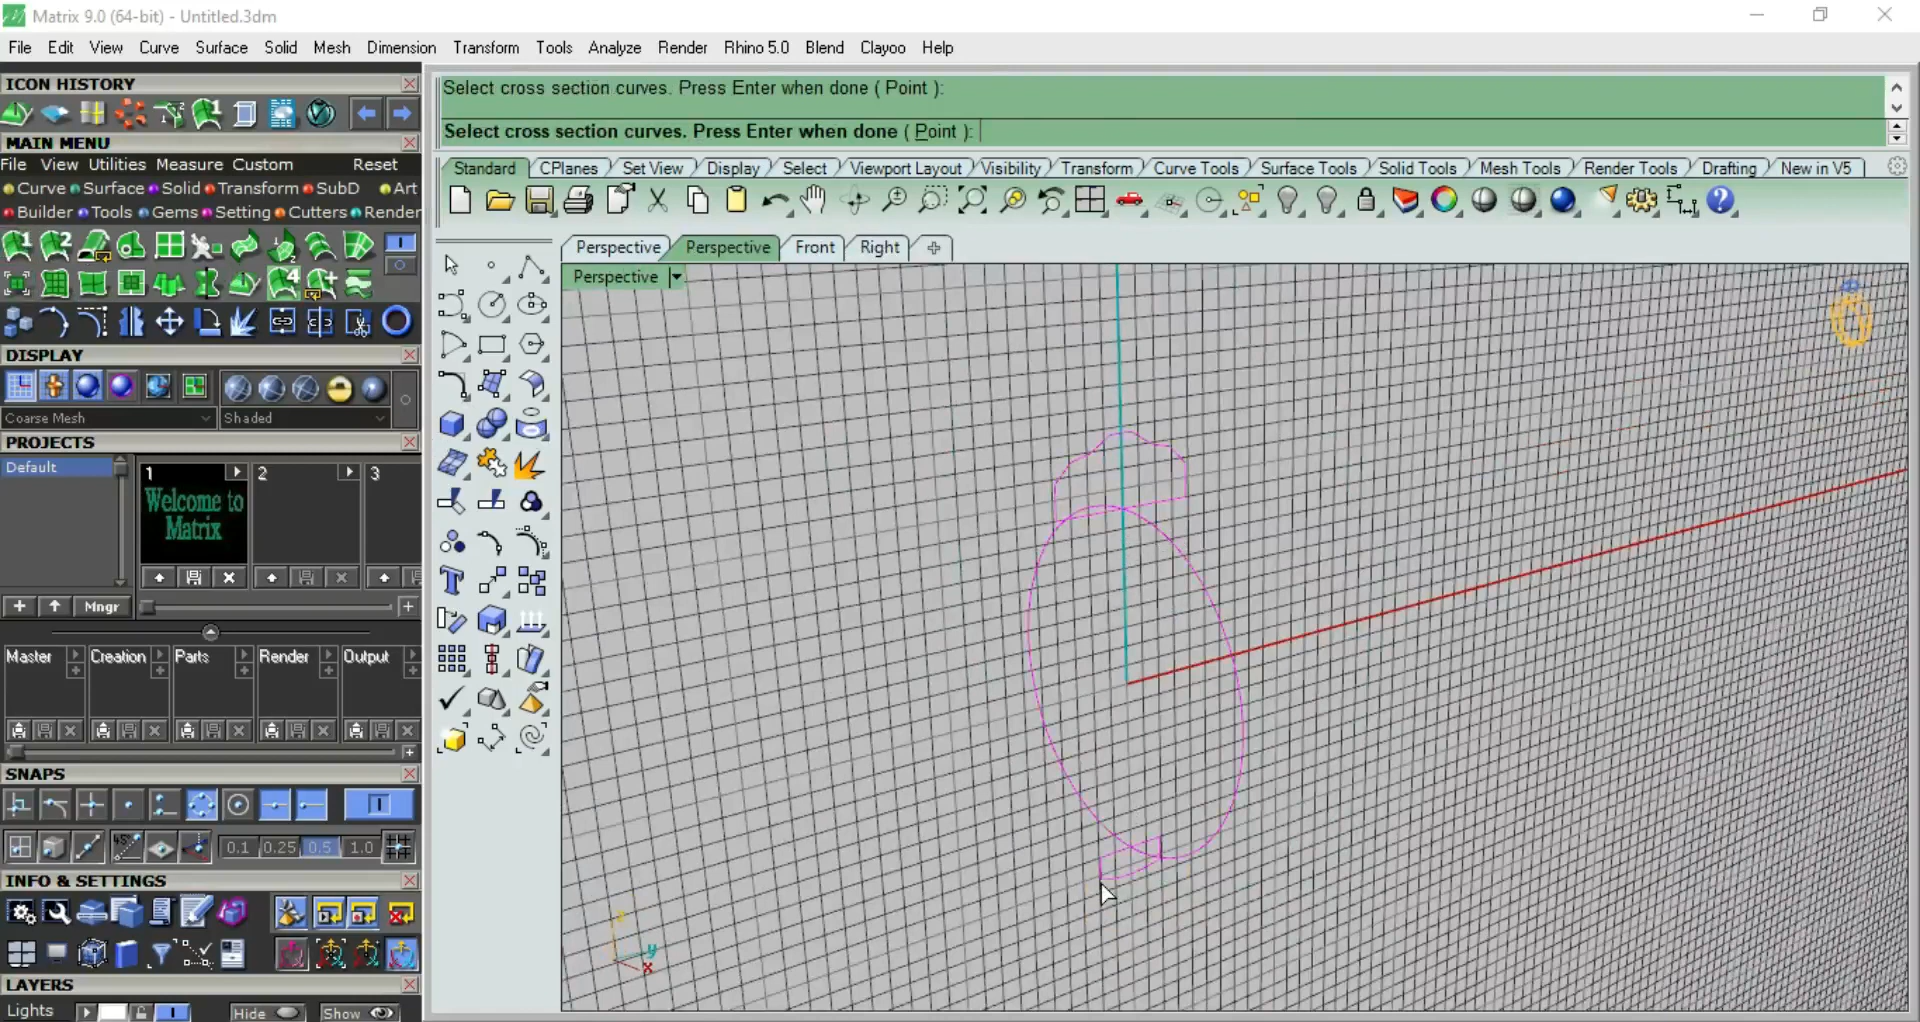 Matrix 9.0 (64-bit) - Untitled.3dm
File Edit View Curve Surface Solid Mesh Dimension Transform Tools Analyze Render Rhino 5.0 Blend Clayoo Help
ICON HISTORY
MAIN MENU
File View Utilities Measure Custom Reset
Curve Surface Solid Transform SubD Art
Builder Tools Gems Setting Cutters Render
DISPLAY
Coarse Mesh Shaded
PROJECTS
Default
1 2 3
Welcome to
Matrix
Mngr
Master Creation Parts Render Output
SNAPS
0.1 0.25 0.5 1.0
INFO & SETTINGS
LAYERS
Lights Hide Show
Select cross section curves. Press Enter when done ( Point ):
Select cross section curves. Press Enter when done ( Point ):
Standard CPlanes Set View Display Select Viewport Layout Visibility Transform Curve Tools Surface Tools Solid Tools Mesh Tools Render Tools Drafting New in V5
Perspective Perspective Front Right
Perspective
z
y
x